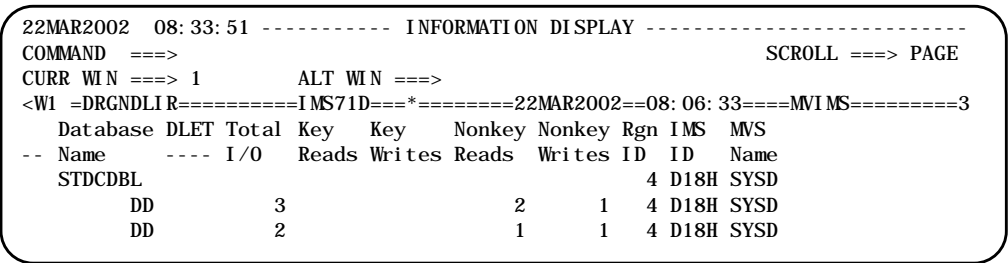 22MAR2002  08:33:51 ----------- INFORMATION DISPLAY ---------------------------
COMMAND  ===>                                                 SCROLL ===> PAGE
CURR WIN ===> 1        ALT WIN ===>
<W1 =DRGNDLIR==========IMS71D===*========22MAR2002==08:06:33====MVIMS=========3
   Database DLET Total Key   Key    Nonkey Nonkey Rgn IMS  MVS
-- Name     ---- I/O   Reads Writes Reads  Writes ID  ID   Name
   STDCDBL                                          4 D18H SYSD
         DD          3                   2      1   4 D18H SYSD
         DD          2                   1      1   4 D18H SYSD